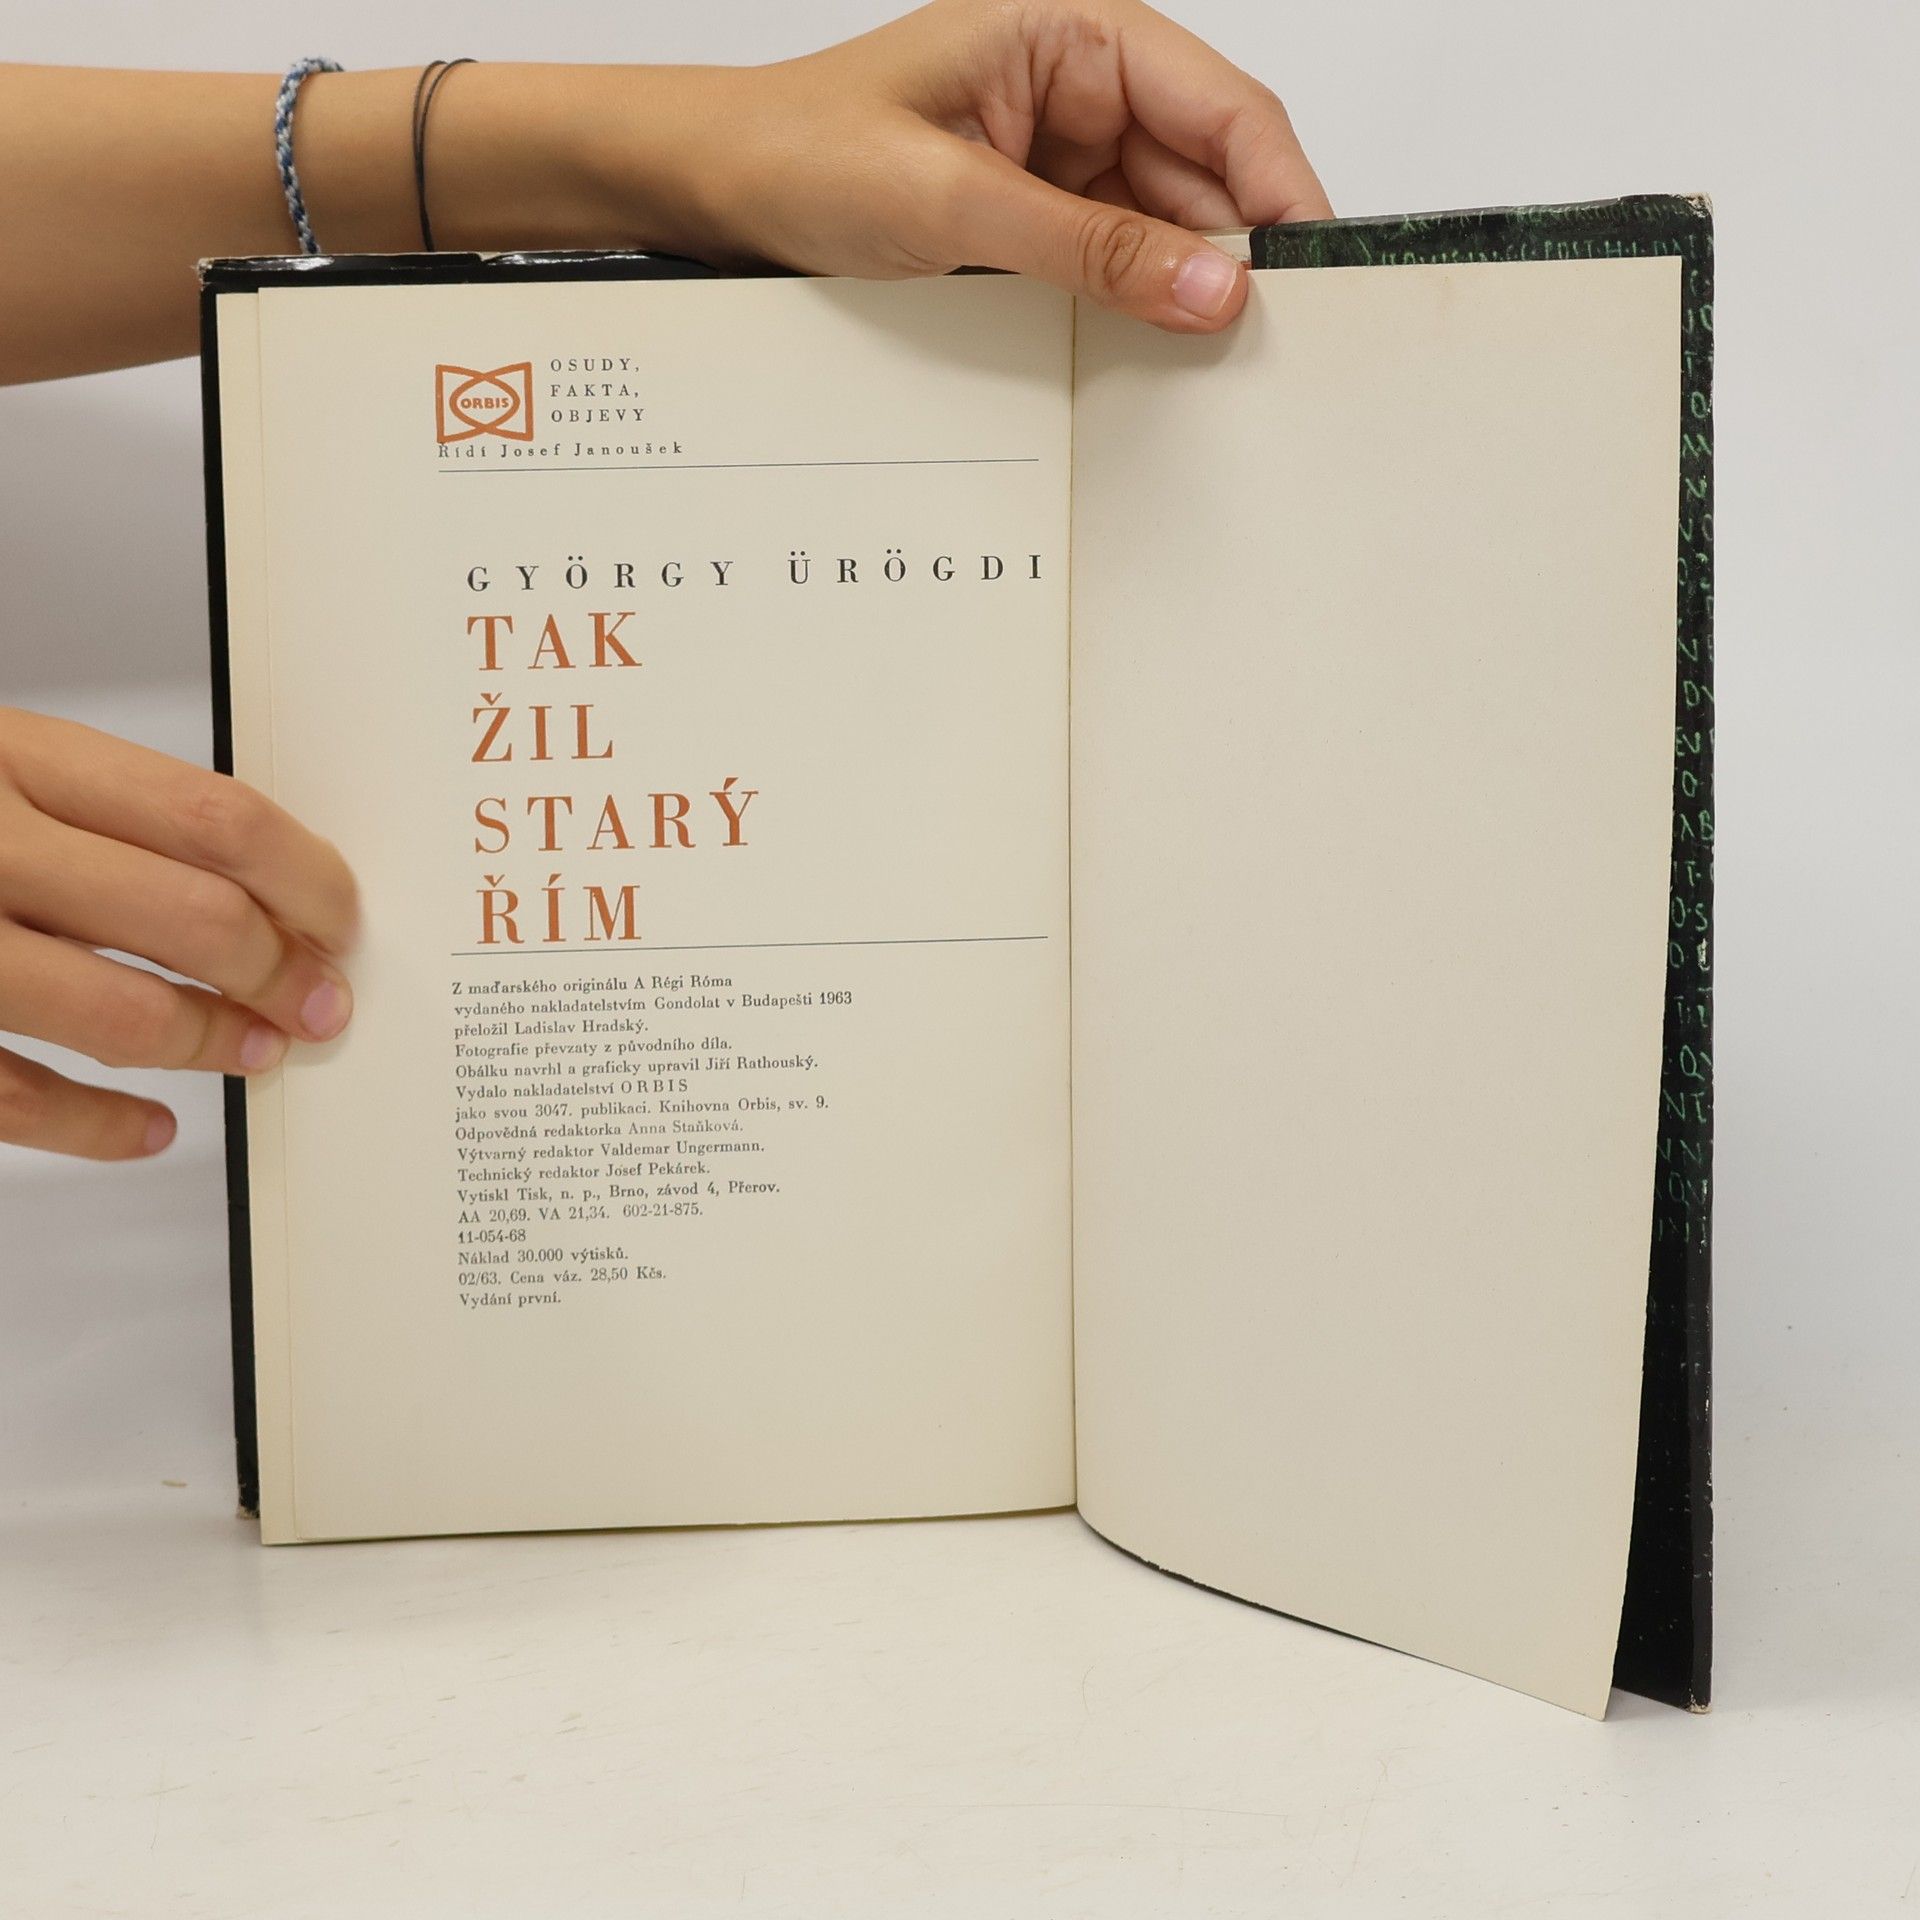 ORBIS
OSUDY,
FAKTA,
OBJEVY
Řídí Josef Janoušek
GYÖRGY ÜRÖGDI
TAK
ŽIL
STARÝ
ŘÍM
Z maďarského originálu A Régi Róma
vydaného nakladatelstvím Gondolat v Budapešti 1963
přeložil Ladislav Hradský.
Fotografie převzaty z původního díla.
Obálku navrhl a graficky upravil Jiří Rathouský.
Vydalo nakladatelství ORBIS
jako svou 3047. publikaci. Knihovna Orbis, sv. 9.
Odpovědná redaktorka Anna Staňková.
Výtvarný redaktor Valdemar Ungermann.
Technický redaktor Josef Pekárek.
Vytiskl Tisk, n. p., Brno, závod 4, Přerov.
AA 20,69. VA 21,34. 602-21-875.
11-054-68
Náklad 30.000 výtisků.
02/63. Cena váz. 28,50 Kčs.
Vydání první.